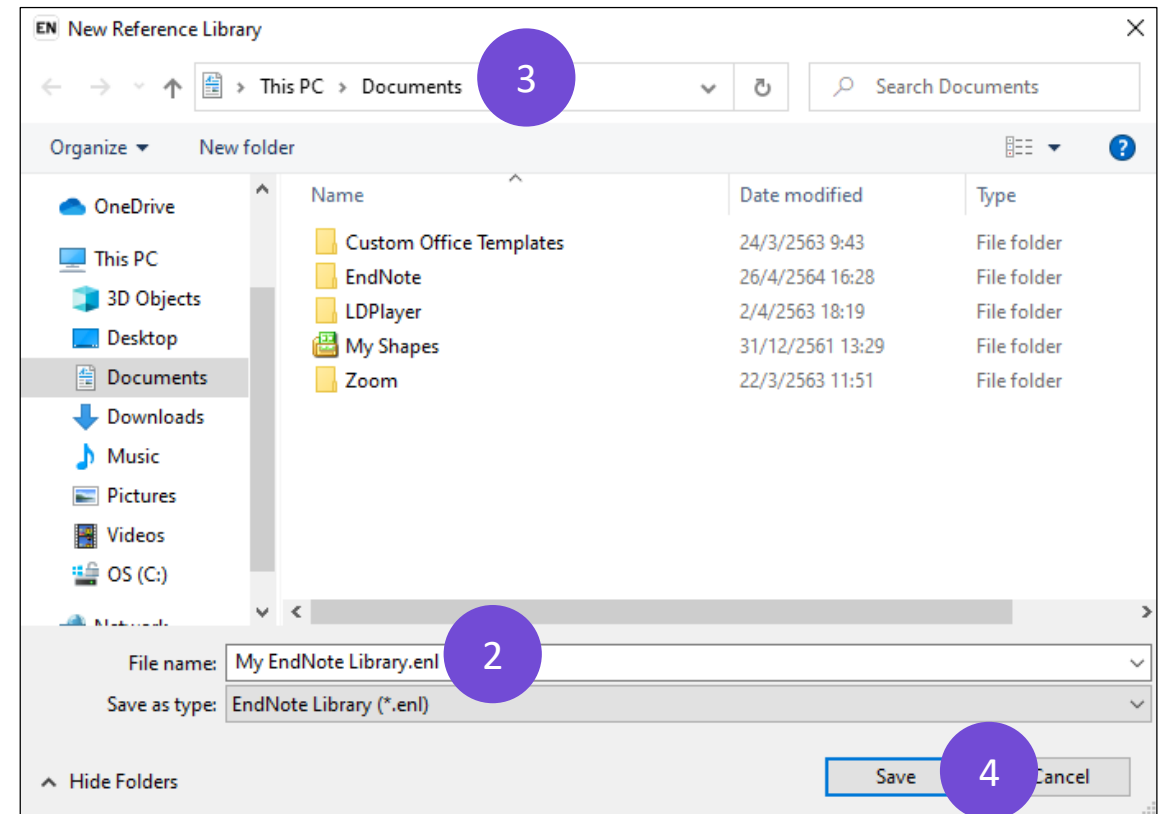 EN New Reference Library
This PC > Documents
3
Search Documents
Organize
New folder
Name
Date modified
Type
OneDrive
This PC
3D Objects
Desktop
Documents
Downloads
Music
Pictures
Videos
OS (C:)
Custom Office Templates 24/3/2563 9:43 File folder
EndNote 26/4/2564 16:28 File folder
LDPlayer 2/4/2563 18:19 File folder
My Shapes 31/12/2561 13:29 File folder
Zoom 22/3/2563 11:51 File folder
File name: My EndNote Library.enl
2
Save as type: EndNote Library (*.enl)
Hide Folders
Save
4
Cancel